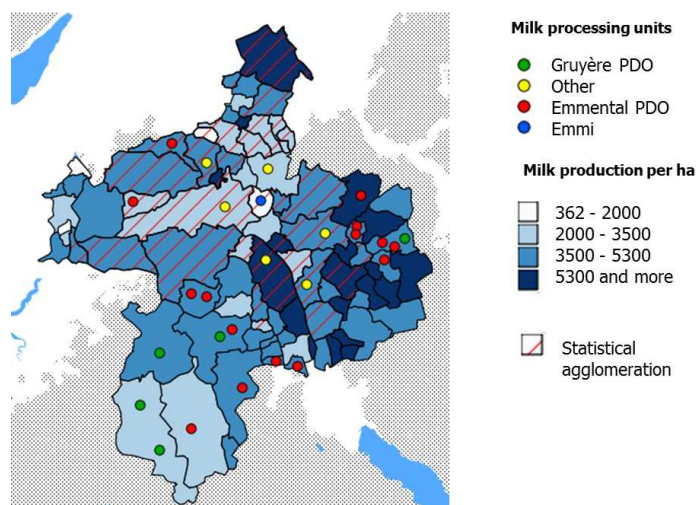 Milk processing units
Gruyère PDO
Other
Emmental PDO
Emmi
Milk production per ha
362 - 2000
2000 - 3500
3500 - 5300
5300 and more
Statistical
agglomeration